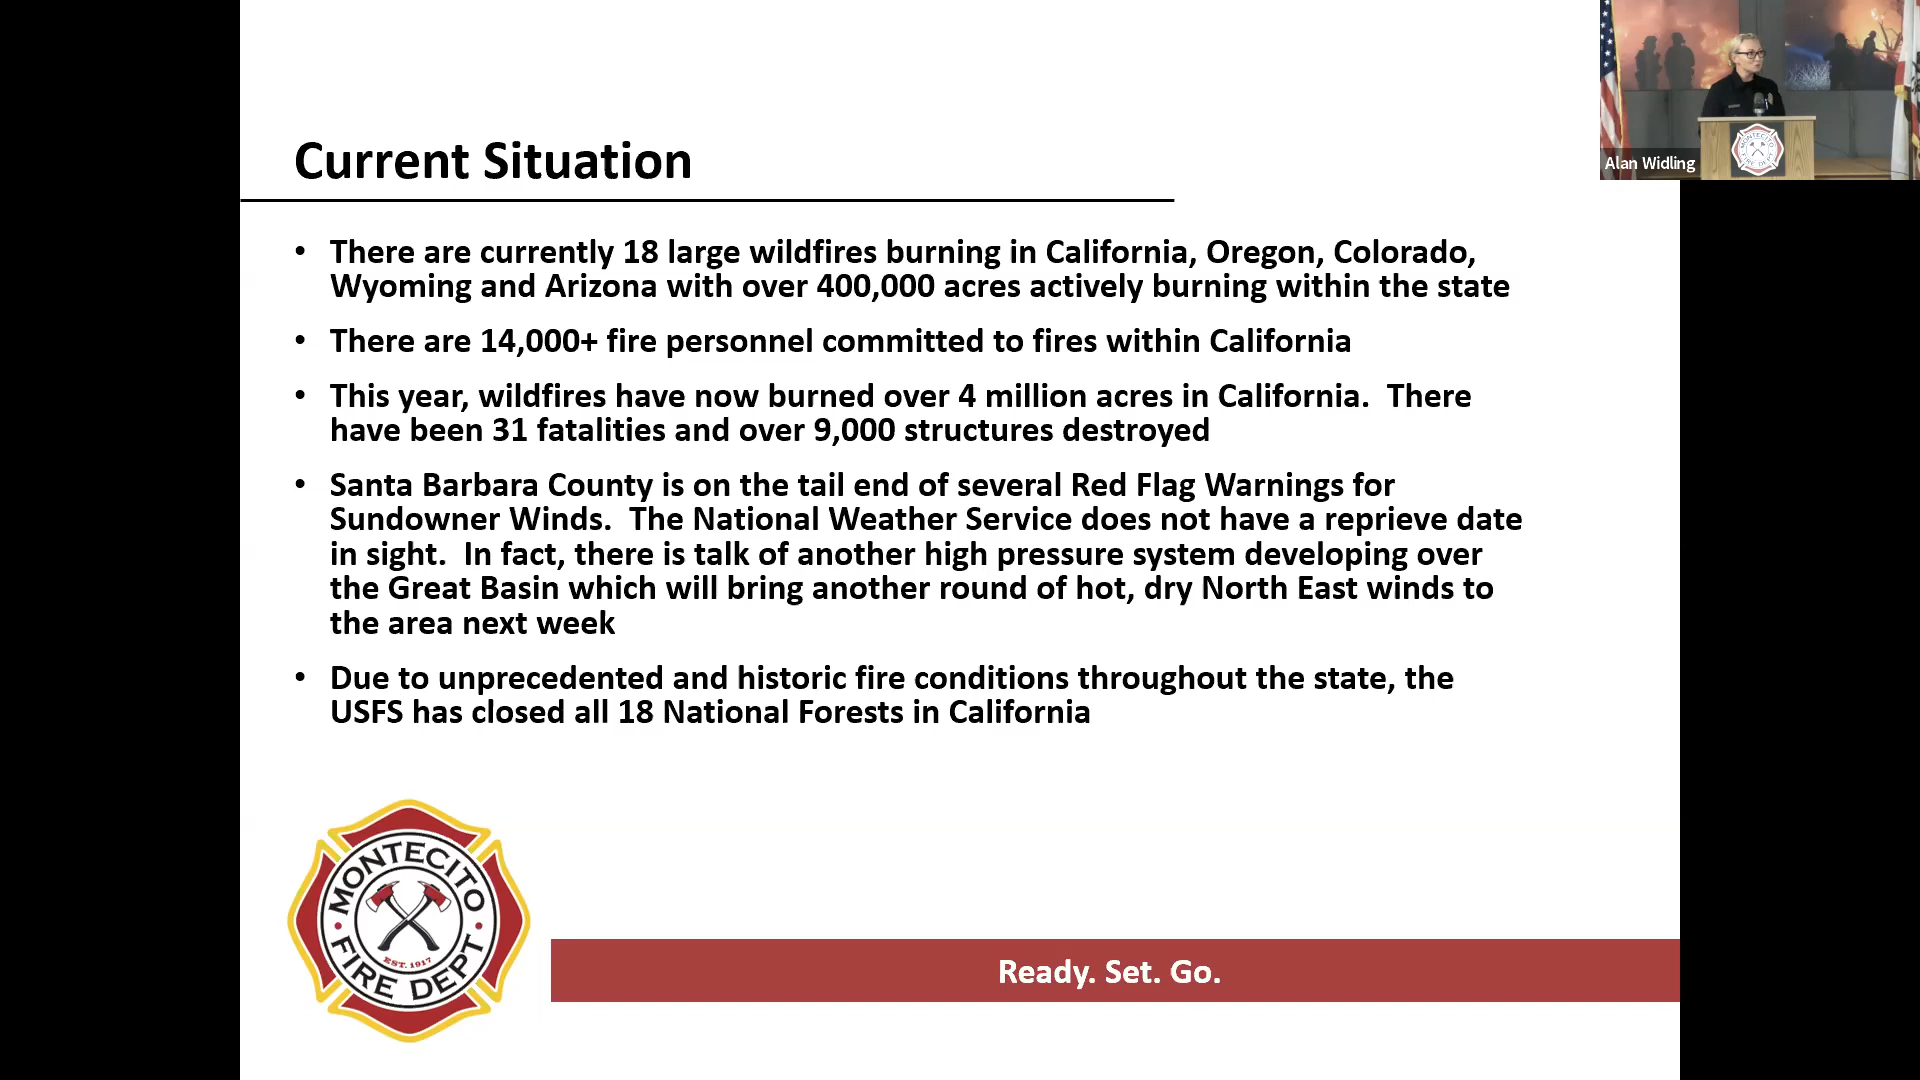 Current Situation
• There are currently 18 large wildfires burning in California, Oregon, Colorado,
Wyoming and Arizona with over 400,000 acres actively burning within the state
• There are 14,000+ fire personnel committed to fires within California
• This year, wildfires have now burned over 4 million acres in California.  There
have been 31 fatalities and over 9,000 structures destroyed
• Santa Barbara County is on the tail end of several Red Flag Warnings for
Sundowner Winds.  The National Weather Service does not have a reprieve date
in sight.  In fact, there is talk of another high pressure system developing over
the Great Basin which will bring another round of hot, dry North East winds to
the area next week
• Due to unprecedented and historic fire conditions throughout the state, the
USFS has closed all 18 National Forests in California
MONTECITO
EST. 1917
FIRE DEPT
Ready. Set. Go.
Alan Widling
MONTECITO
FIRE DEPT